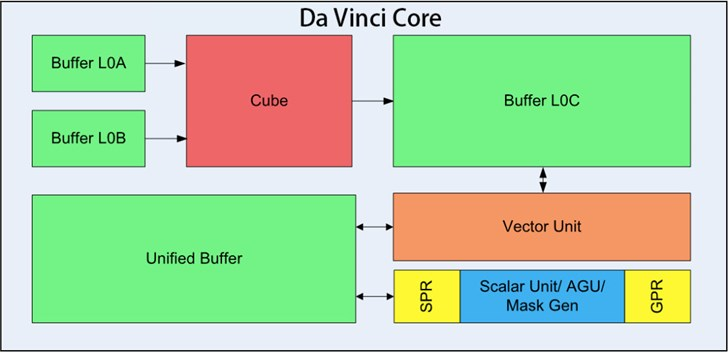 Da Vinci Core
Buffer L0A
Cube
Buffer L0C
Buffer L0B
Unified Buffer
Vector Unit
SPR
Scalar Unit/ AGU/
Mask Gen
GPR